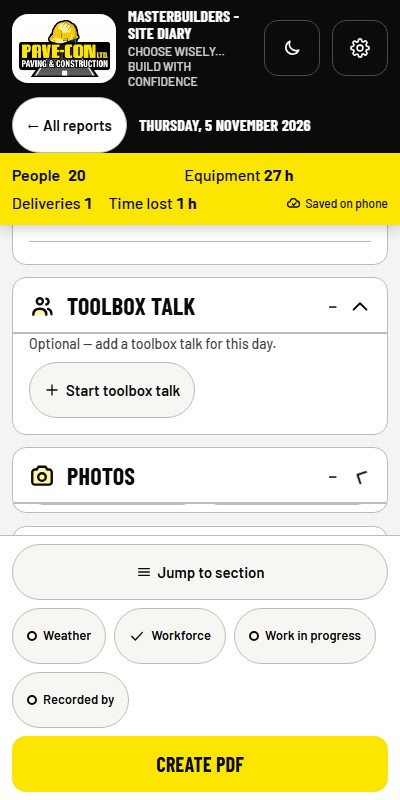 PAVE-CON LTD.
PAVING & CONSTRUCTION
MASTERBUILDERS –
SITE DIARY
CHOOSE WISELY...
BUILD WITH
CONFIDENCE
← All reports
THURSDAY, 5 NOVEMBER 2026
People 20
Equipment 27 h
Deliveries 1 Time lost 1 h
Saved on phone
TOOLBOX TALK –
Optional — add a toolbox talk for this day.
+ Start toolbox talk
PHOTOS –
Jump to section
Weather
Workforce
Work in progress
Recorded by
CREATE PDF